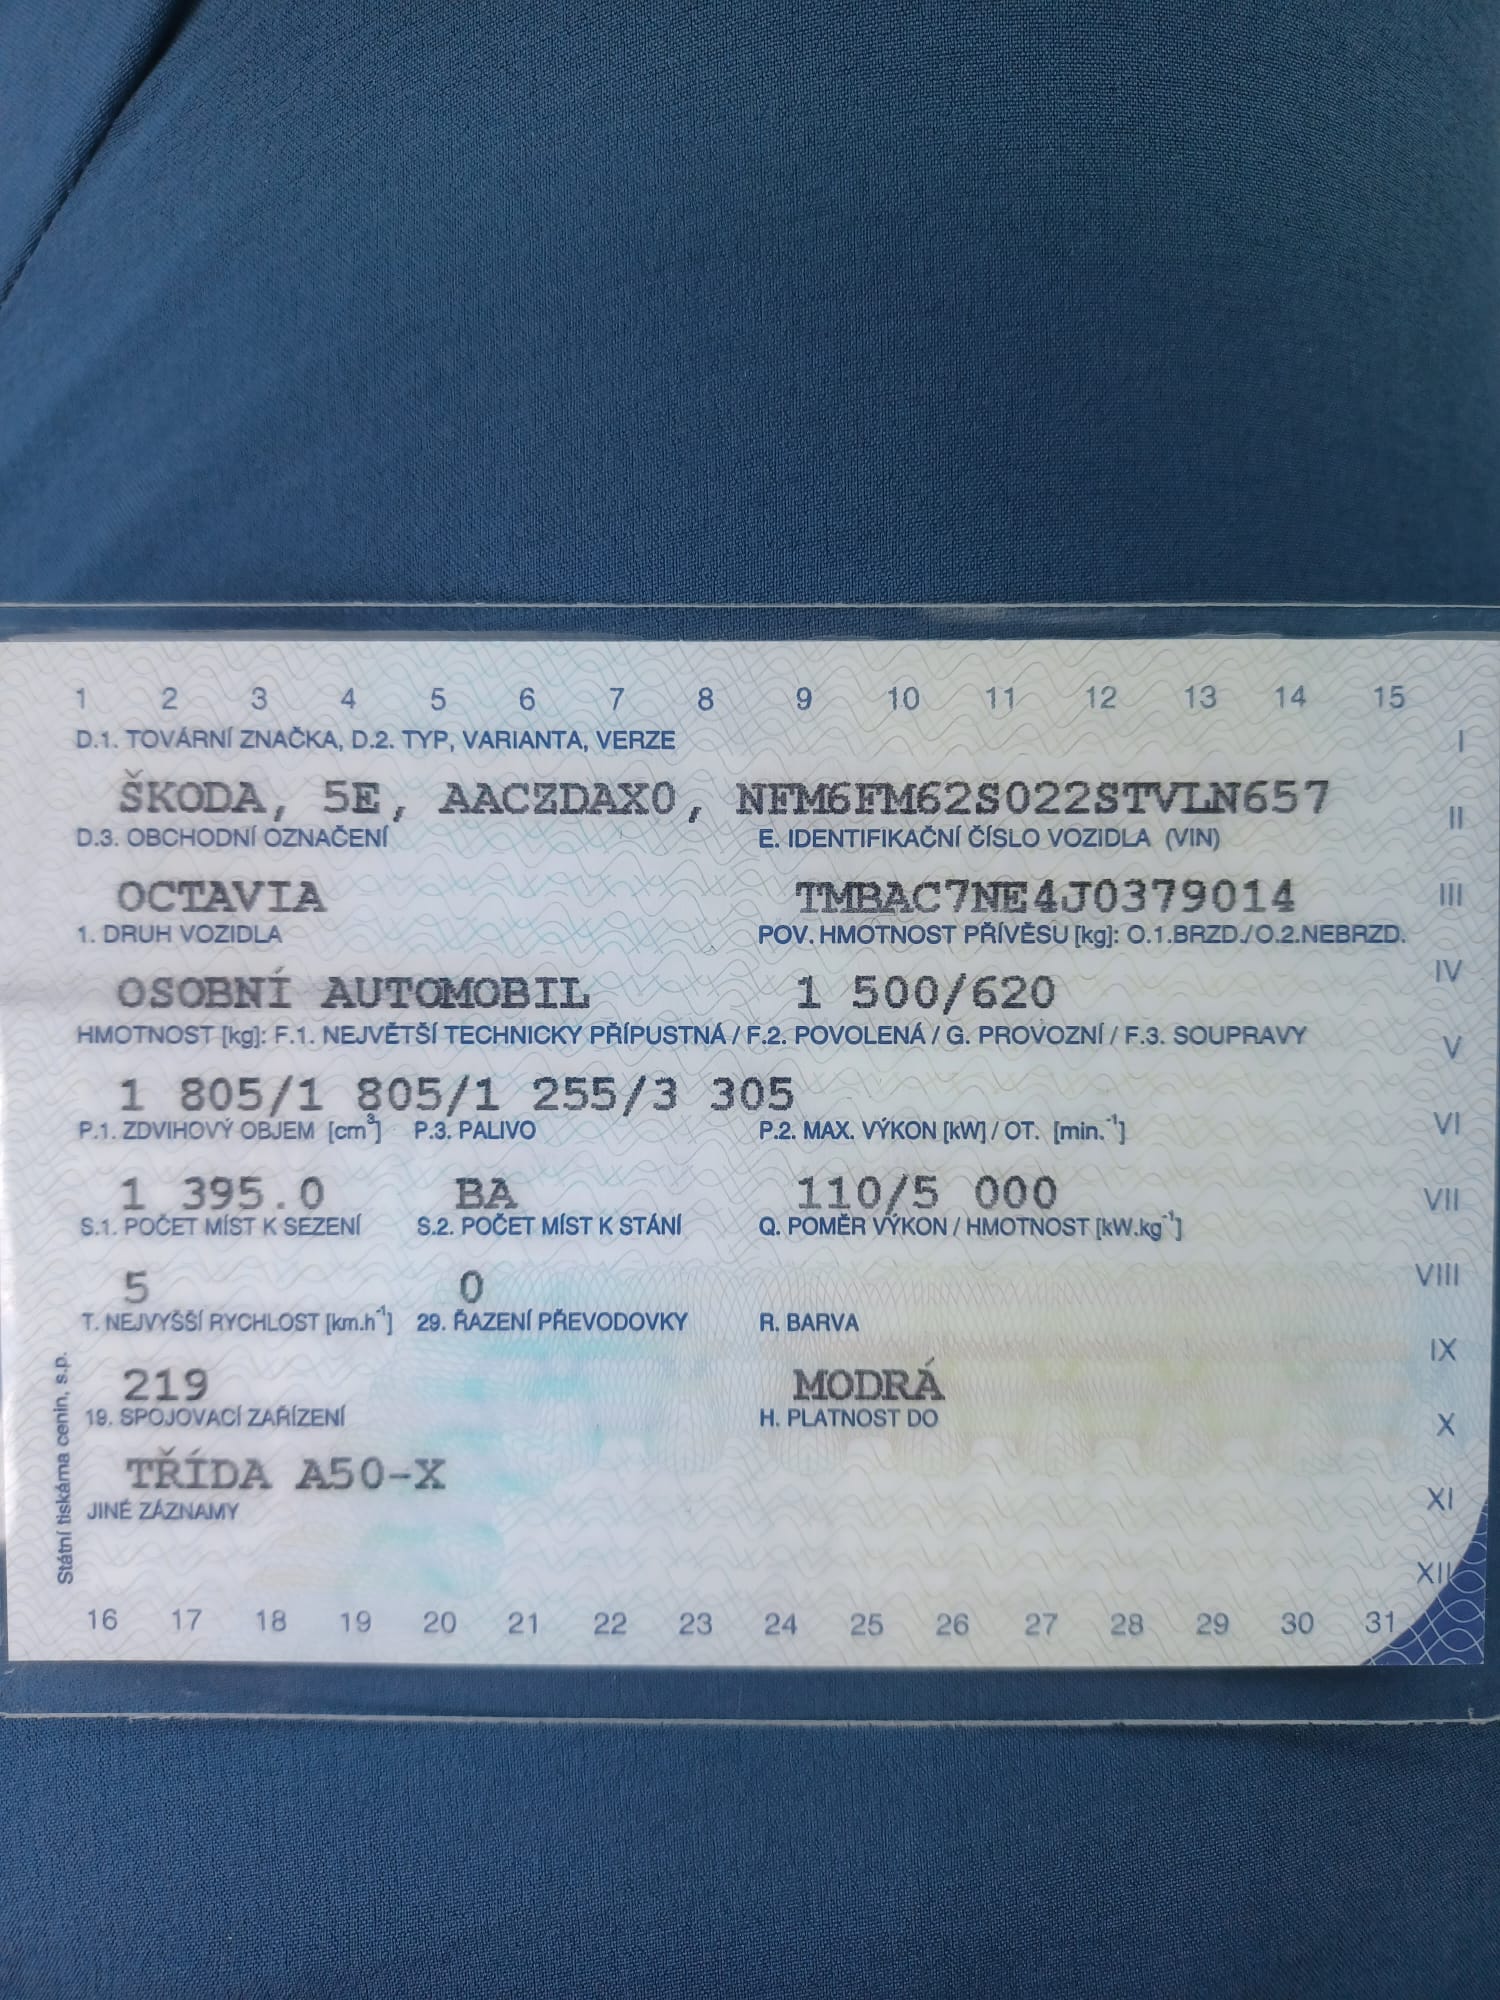 1 2 3 4 5 6 7 8 9 10 11 12 13 14 15
D.1. TOVÁRNÍ ZNAČKA, D.2. TYP, VARIANTA, VERZE I
ŠKODA, 5E, AACZDAX0, NFM6FM62S022STVLN657 II
D.3. OBCHODNÍ OZNAČENÍ E. IDENTIFIKAČNÍ ČÍSLO VOZIDLA (VIN)
OCTAVIA TMBAC7NE4J0379014 III
1. DRUH VOZIDLA POV. HMOTNOST PŘÍVĚSU [kg]: O.1.BRZD./O.2.NEBRZD.
OSOBNÍ AUTOMOBIL 1 500/620 IV
HMOTNOST [kg]: F.1. NEJVĚTŠÍ TECHNICKY PŘÍPUSTNÁ / F.2. POVOLENÁ / G. PROVOZNÍ / F.3. SOUPRAVY V
1 805/1 805/1 255/3 305
P.1. ZDVIHOVÝ OBJEM [cm³] P.3. PALIVO P.2. MAX. VÝKON [kW] / OT. [min.⁻¹] VI
1 395.0 BA 110/5 000 VII
S.1. POČET MÍST K SEZENÍ S.2. POČET MÍST K STÁNÍ Q. POMĚR VÝKON / HMOTNOST [kW.kg⁻¹]
5 0 VIII
T. NEJVYŠŠÍ RYCHLOST [km.h⁻¹] 29. ŘAZENÍ PŘEVODOVKY R. BARVA
IX
219 MODRÁ
19. SPOJOVACÍ ZAŘÍZENÍ H. PLATNOST DO X
TŘÍDA A50-X
JINÉ ZÁZNAMY XI
XII
Státní tiskárna cenin, s.p.
16 17 18 19 20 21 22 23 24 25 26 27 28 29 30 31